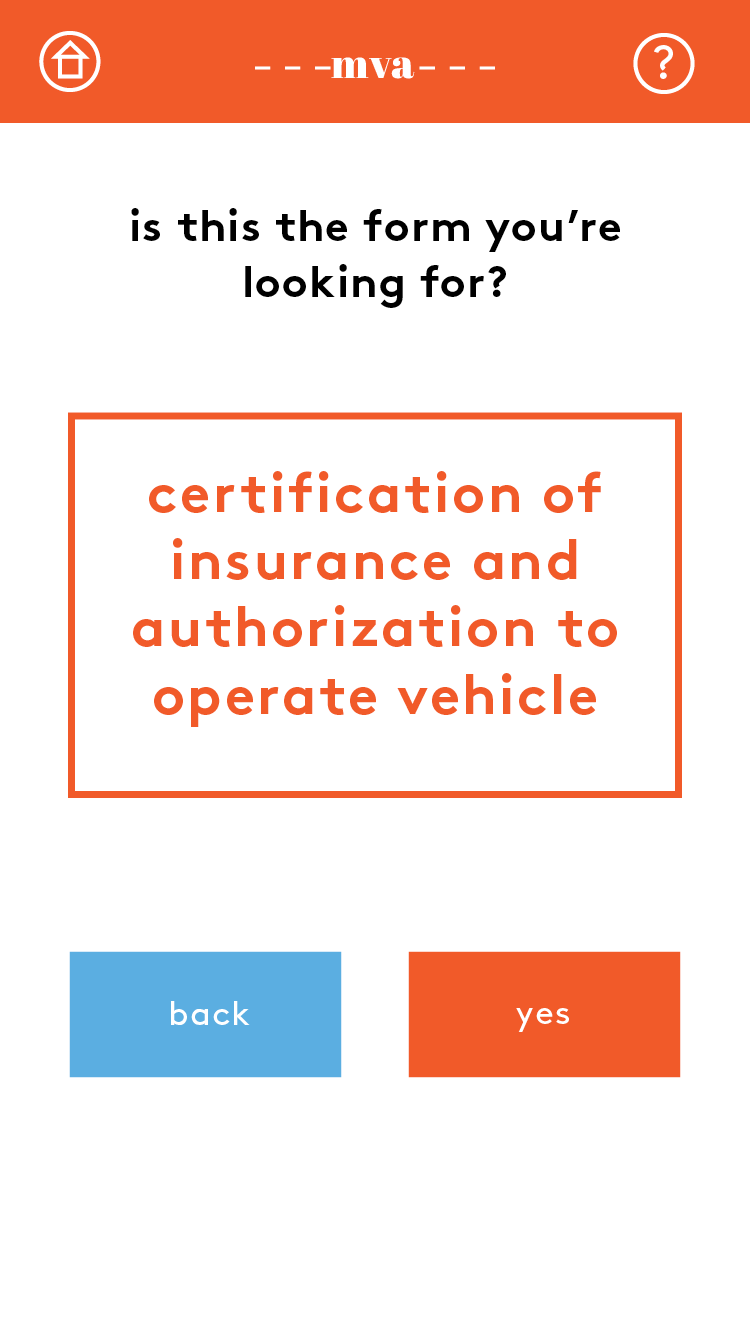 ---mva---
?
is this the form you’re
looking for?
certification of
insurance and
authorization to
operate vehicle
back
yes